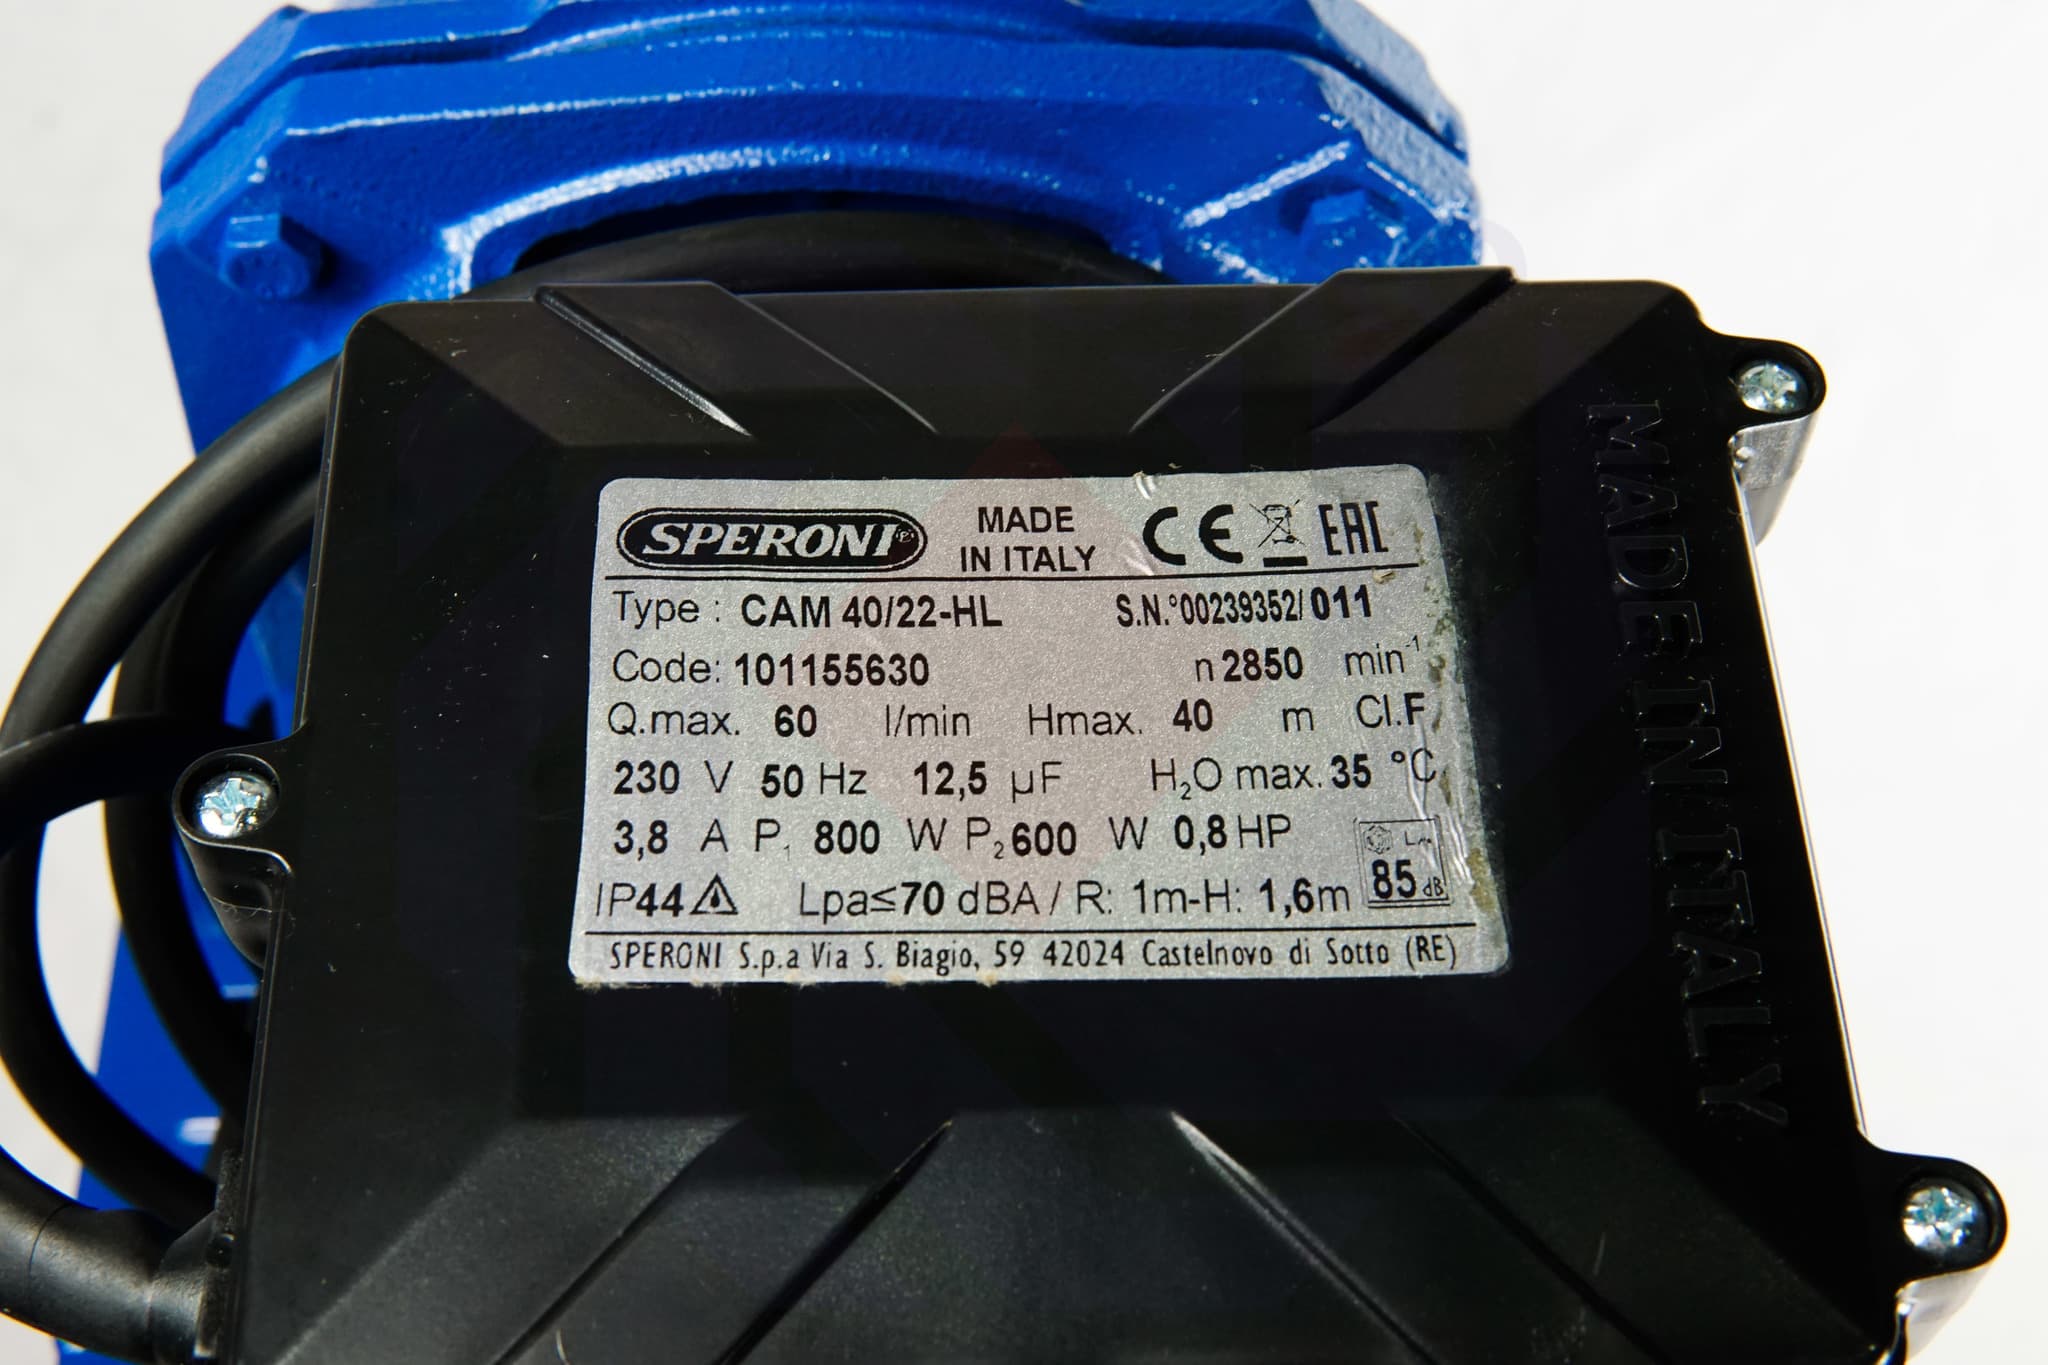 SPERONI MADE IN ITALY CE EAC
Type : CAM 40/22-HL S.N.°00239352/011
Code: 101155630 n 2850 min-1
Q.max. 60 l/min Hmax. 40 m Cl.F
230 V 50 Hz 12,5 µF H₂O max. 35 °C
3,8 A P₁ 800 W P₂ 600 W 0,8 HP
IP44 Lpa≤70 dBA / R: 1m-H: 1,6m 85 dB
SPERONI S.p.a Via S. Biagio, 59 42024 Castelnovo di Sotto (RE)
MADE IN ITALY